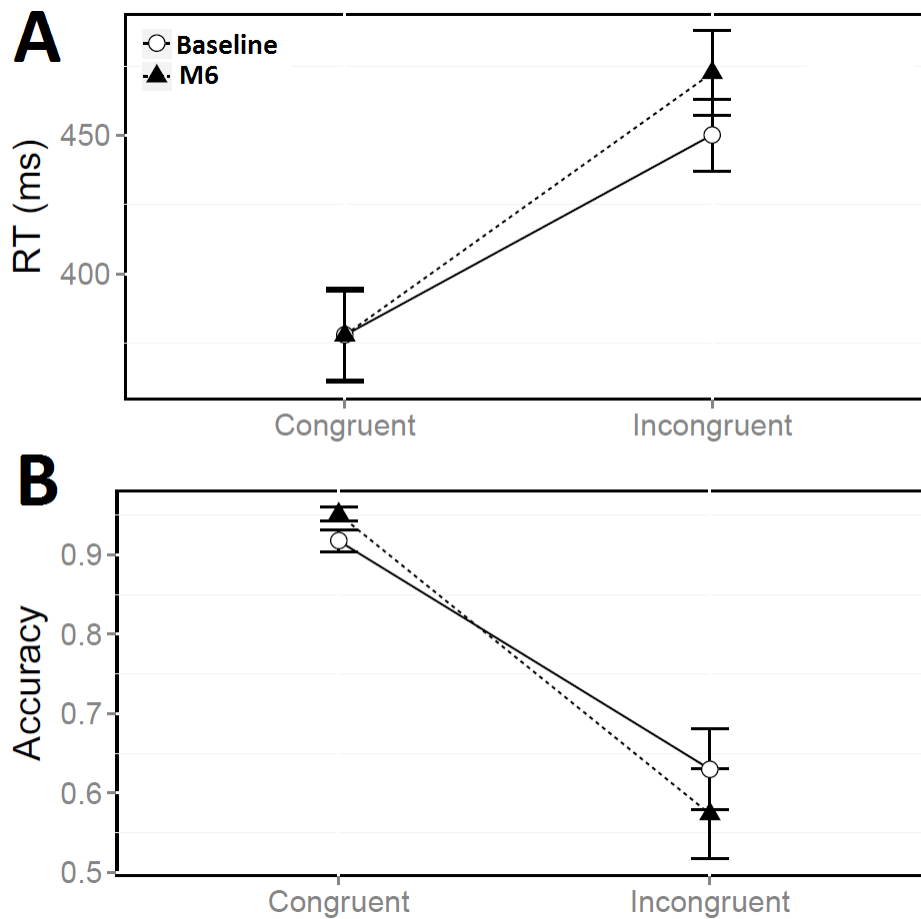 A
Baseline
M6
450
400
RT (ms)
Congruent Incongruent
B
0.9
0.8
0.7
0.6
0.5
Accuracy
Congruent Incongruent